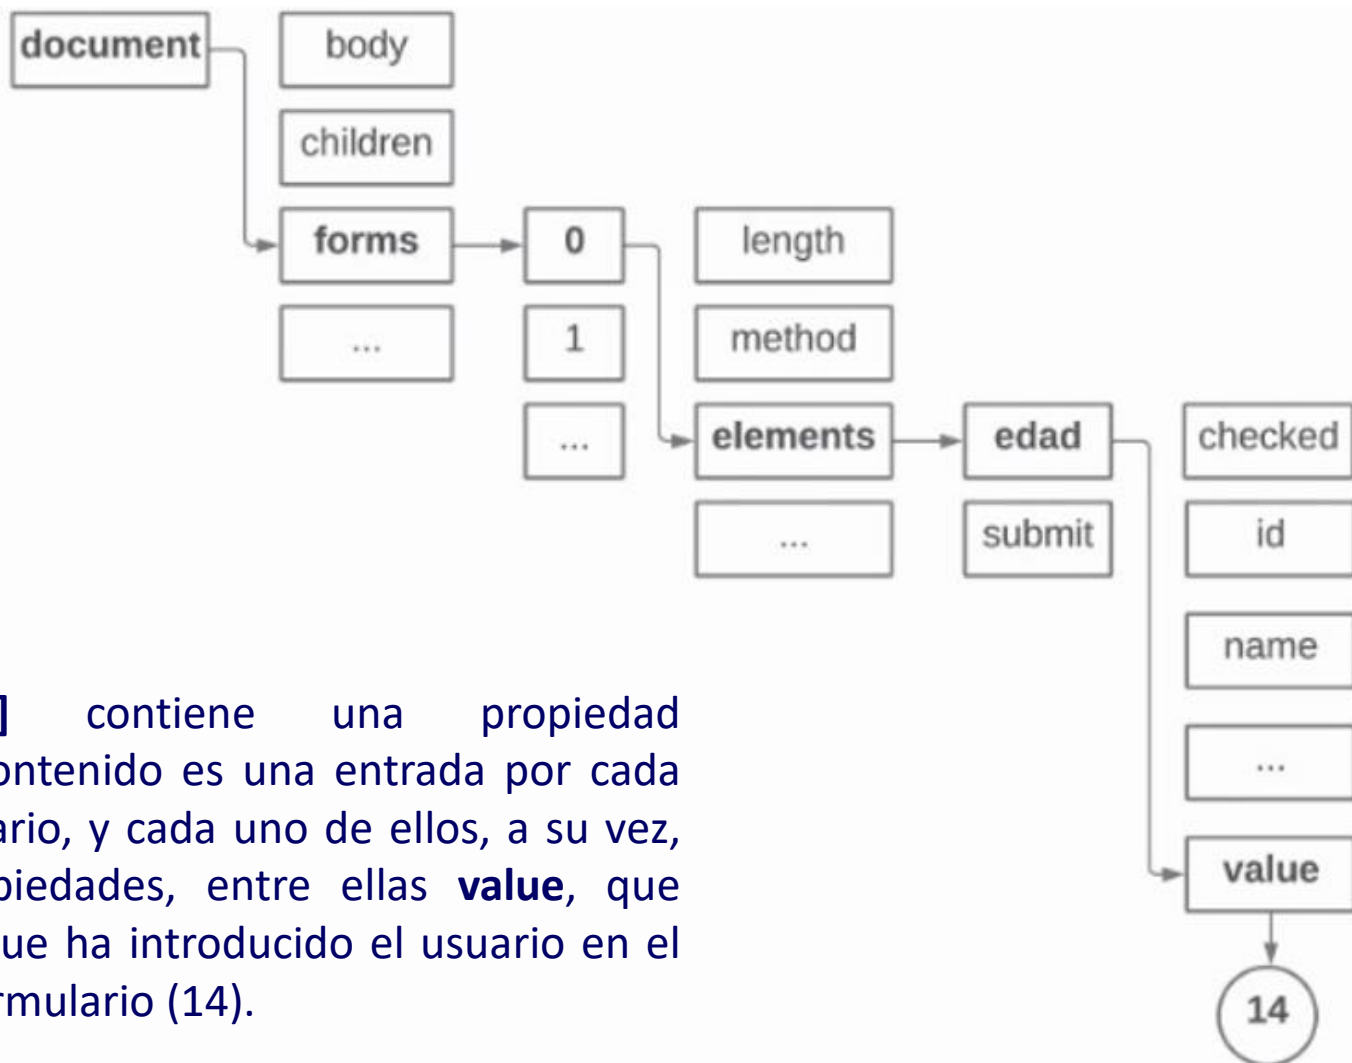 document
body
children
forms
0
length
...
1
method
...
elements
edad
checked
...
submit
id
name
...
value
14
] contiene una propiedad
ontenido es una entrada por cada
ario, y cada uno de ellos, a su vez,
piedades, entre ellas value, que
ue ha introducido el usuario en el
rmulario (14).